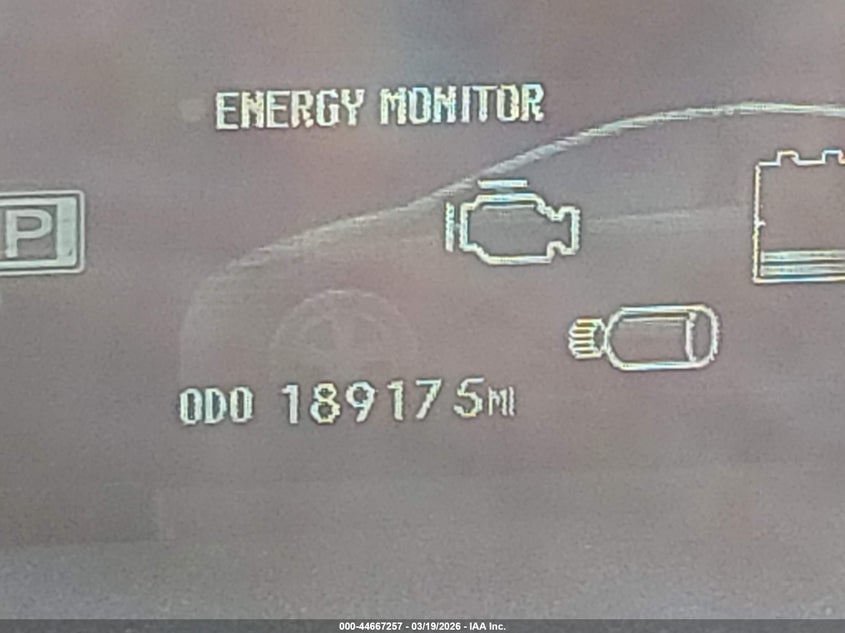 ENERGY MONITOR
P
ODO 189175MI
000-44667257 - 03/19/2026 - IAA Inc.